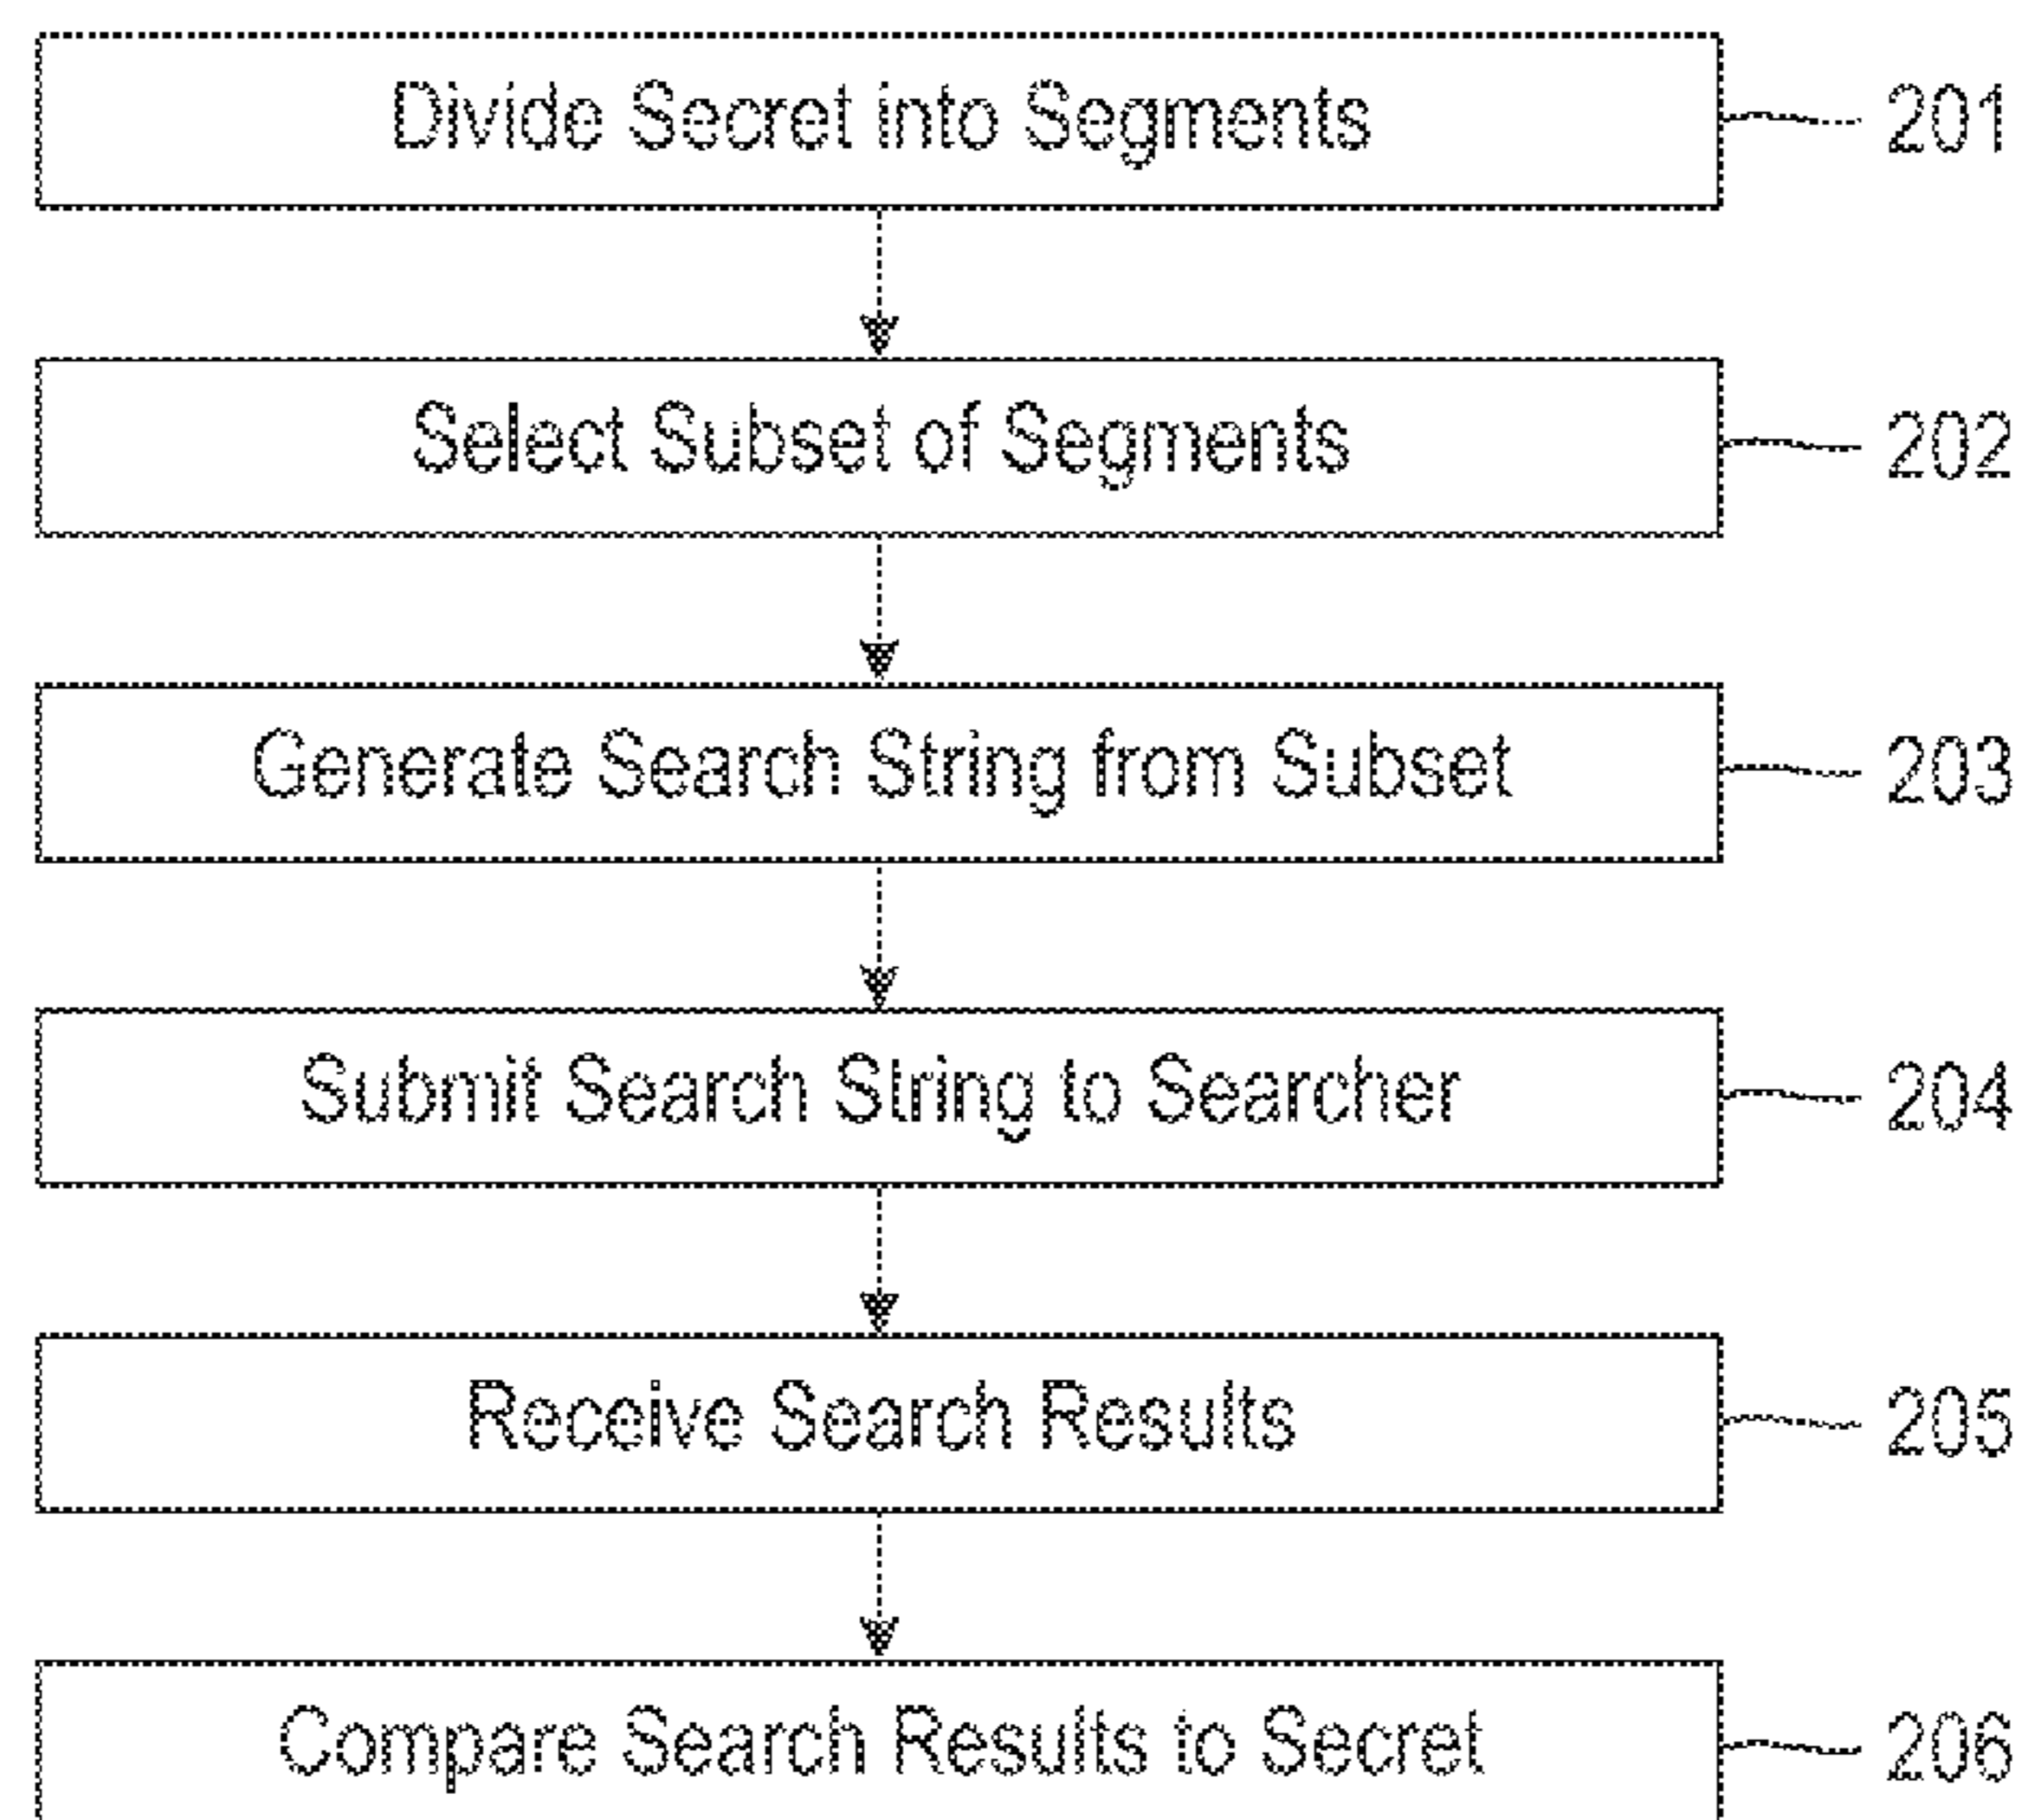 Divide Secret into Segments 201
Select Subset of Segments 202
Generate Search String from Subset 203
Submit Search String to Searcher 204
Receive Search Results 205
Compare Search Results to Secret 206